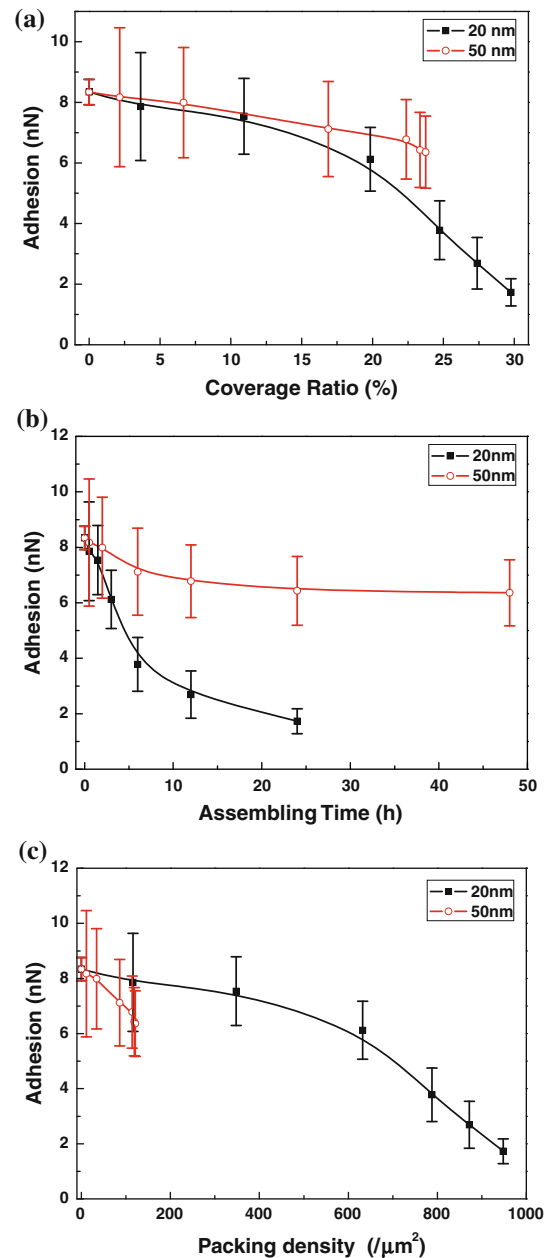 (a)
10
8
6
4
2
0
Adhesion (nN)
20 nm
50 nm
0 5 10 15 20 25 30
Coverage Ratio (%)
(b)
12
10
8
6
4
2
0
Adhesion (nN)
20nm
50nm
0 10 20 30 40 50
Assembling Time (h)
(c)
12
10
8
6
4
2
0
Adhesion (nN)
20nm
50nm
0 200 400 600 800 1000
Packing density (/μm²)